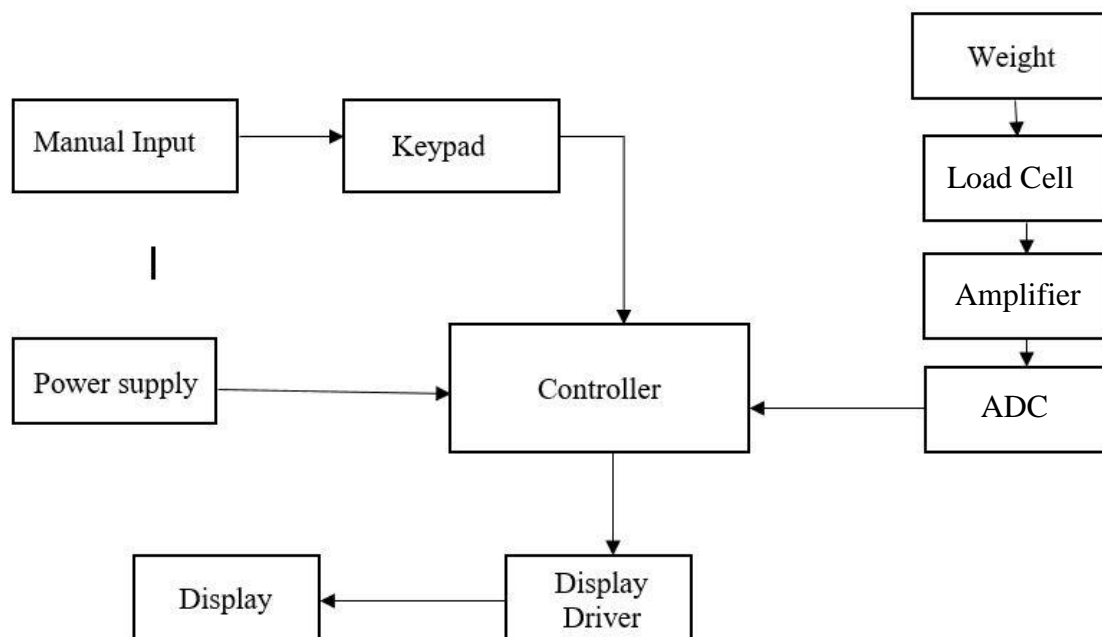 Weight
Manual Input
Keypad
Load Cell
Amplifier
Power supply
Controller
ADC
Display
Display
Driver